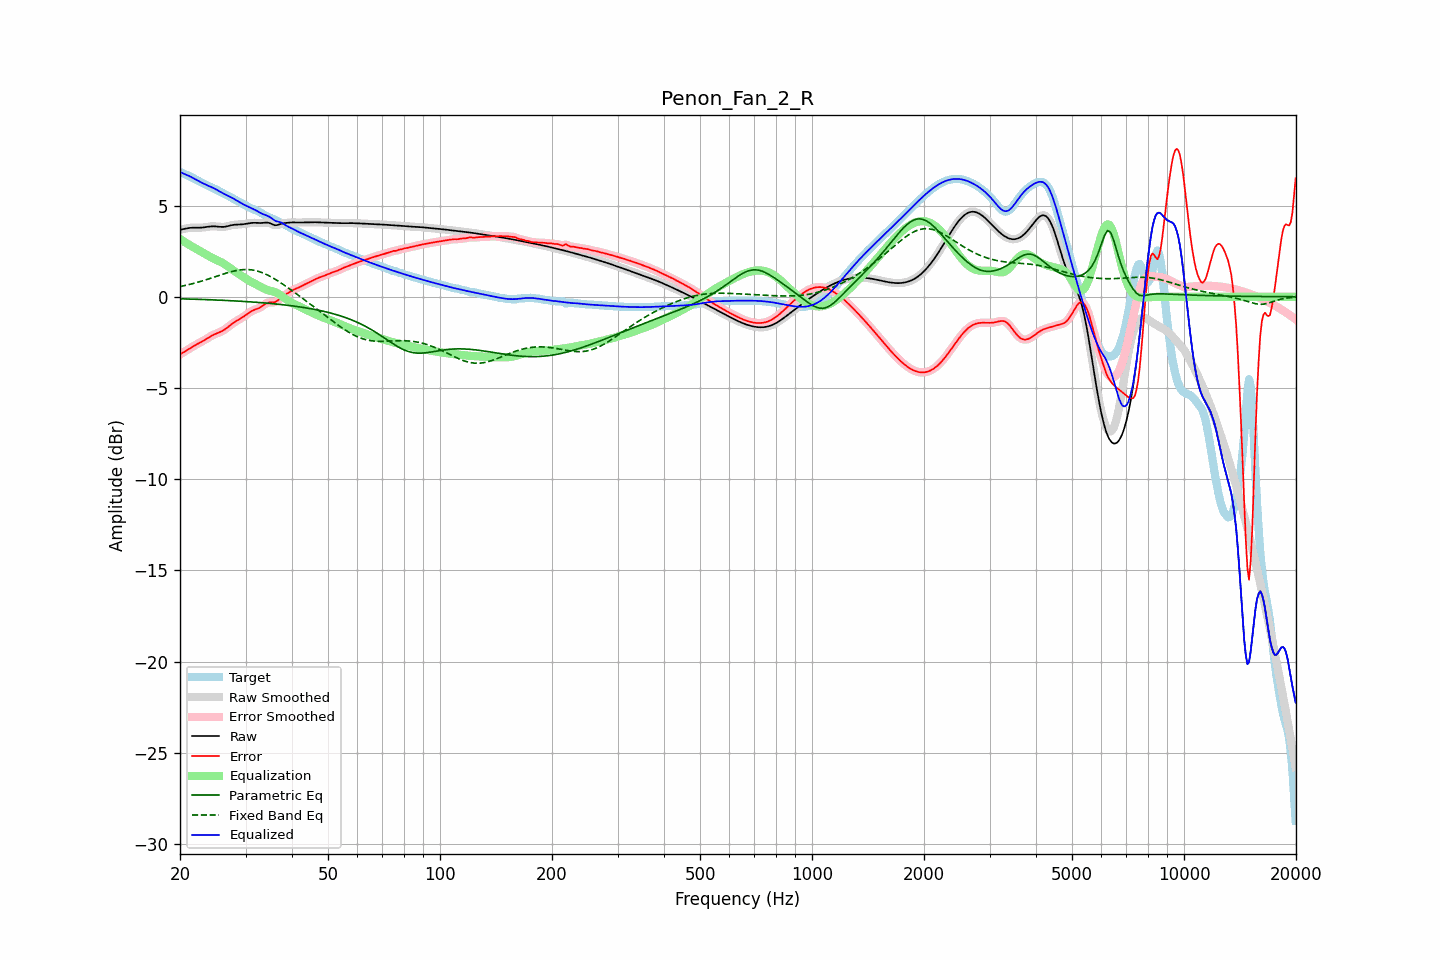 Penon_Fan_2_R
Amplitude (dBr)
5
0
−5
−10
−15
−20
−25
−30
Target
Raw Smoothed
Error Smoothed
Raw
Error
Equalization
Parametric Eq
Fixed Band Eq
Equalized
20 50 100 200 500 1000 2000 5000 10000 20000
Frequency (Hz)